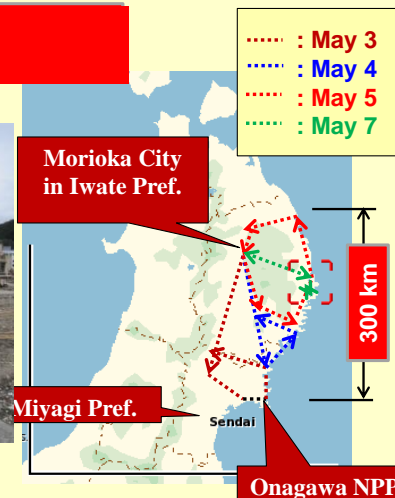 : May 3
: May 4
: May 5
: May 7
Morioka City
in Iwate Pref.
300 km
Miyagi Pref.
Sendai
Onagawa NPP